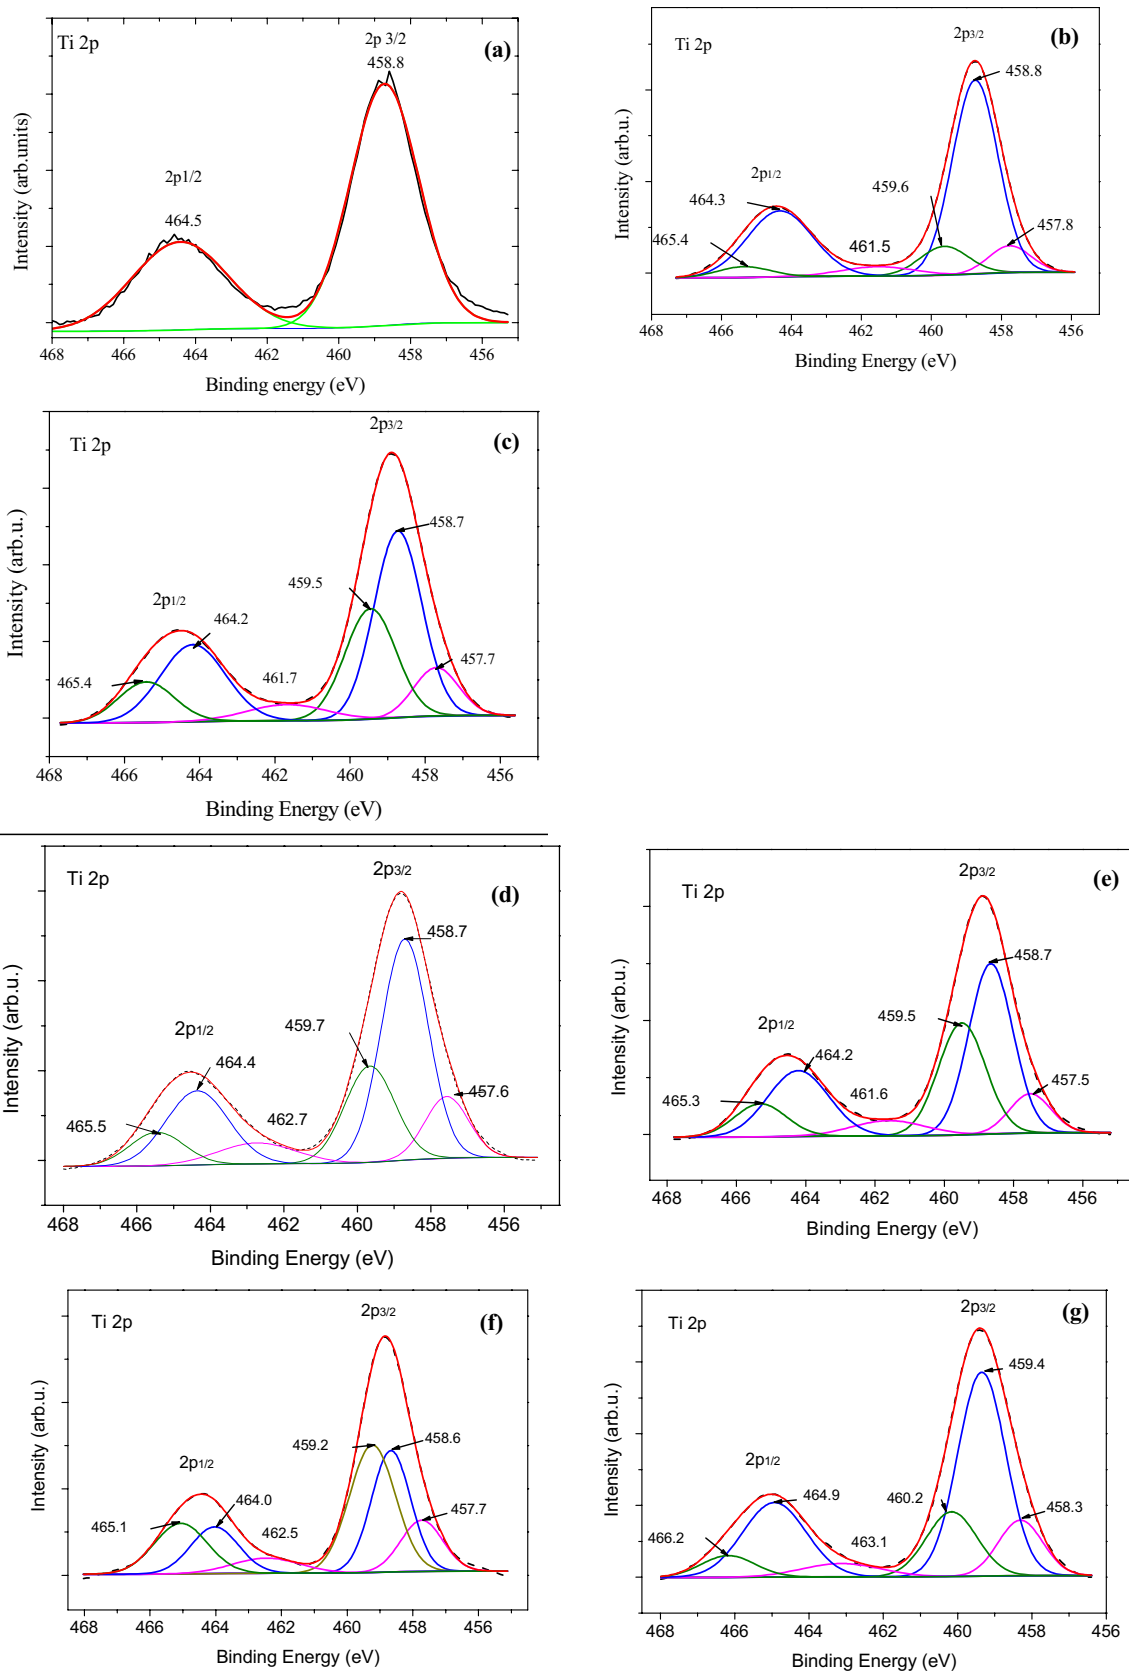 Ti 2p
2p 3/2
458.8
(a)
2p1/2
464.5
Intensity (arb.units)
468 466 464 462 460 458 456
Binding energy (eV)
Ti 2p
2p3/2
(b)
458.8
2p1/2
464.3
459.6
465.4
461.5
457.8
Intensity (arb.u.)
468 466 464 462 460 458 456
Binding Energy (eV)
Ti 2p
2p3/2
(c)
458.7
459.5
2p1/2
464.2
465.4
461.7
457.7
Intensity (arb.u.)
468 466 464 462 460 458 456
Binding Energy (eV)
Ti 2p
2p3/2
(d)
458.7
459.7
2p1/2
464.4
465.5
462.7
457.6
Intensity (arb.u.)
468 466 464 462 460 458 456
Binding Energy (eV)
Ti 2p
2p3/2
(e)
458.7
459.5
2p1/2
464.2
465.3
461.6
457.5
Intensity (arb.u.)
468 466 464 462 460 458 456
Binding Energy (eV)
Ti 2p
2p3/2
(f)
459.2
458.6
2p1/2
464.0
465.1
462.5
457.7
Intensity (arb.u.)
468 466 464 462 460 458 456
Binding Energy (eV)
Ti 2p
2p3/2
(g)
459.4
2p1/2
464.9
460.2
458.3
466.2
463.1
Intensity (arb.u.)
468 466 464 462 460 458 456
Binding Energy (eV)